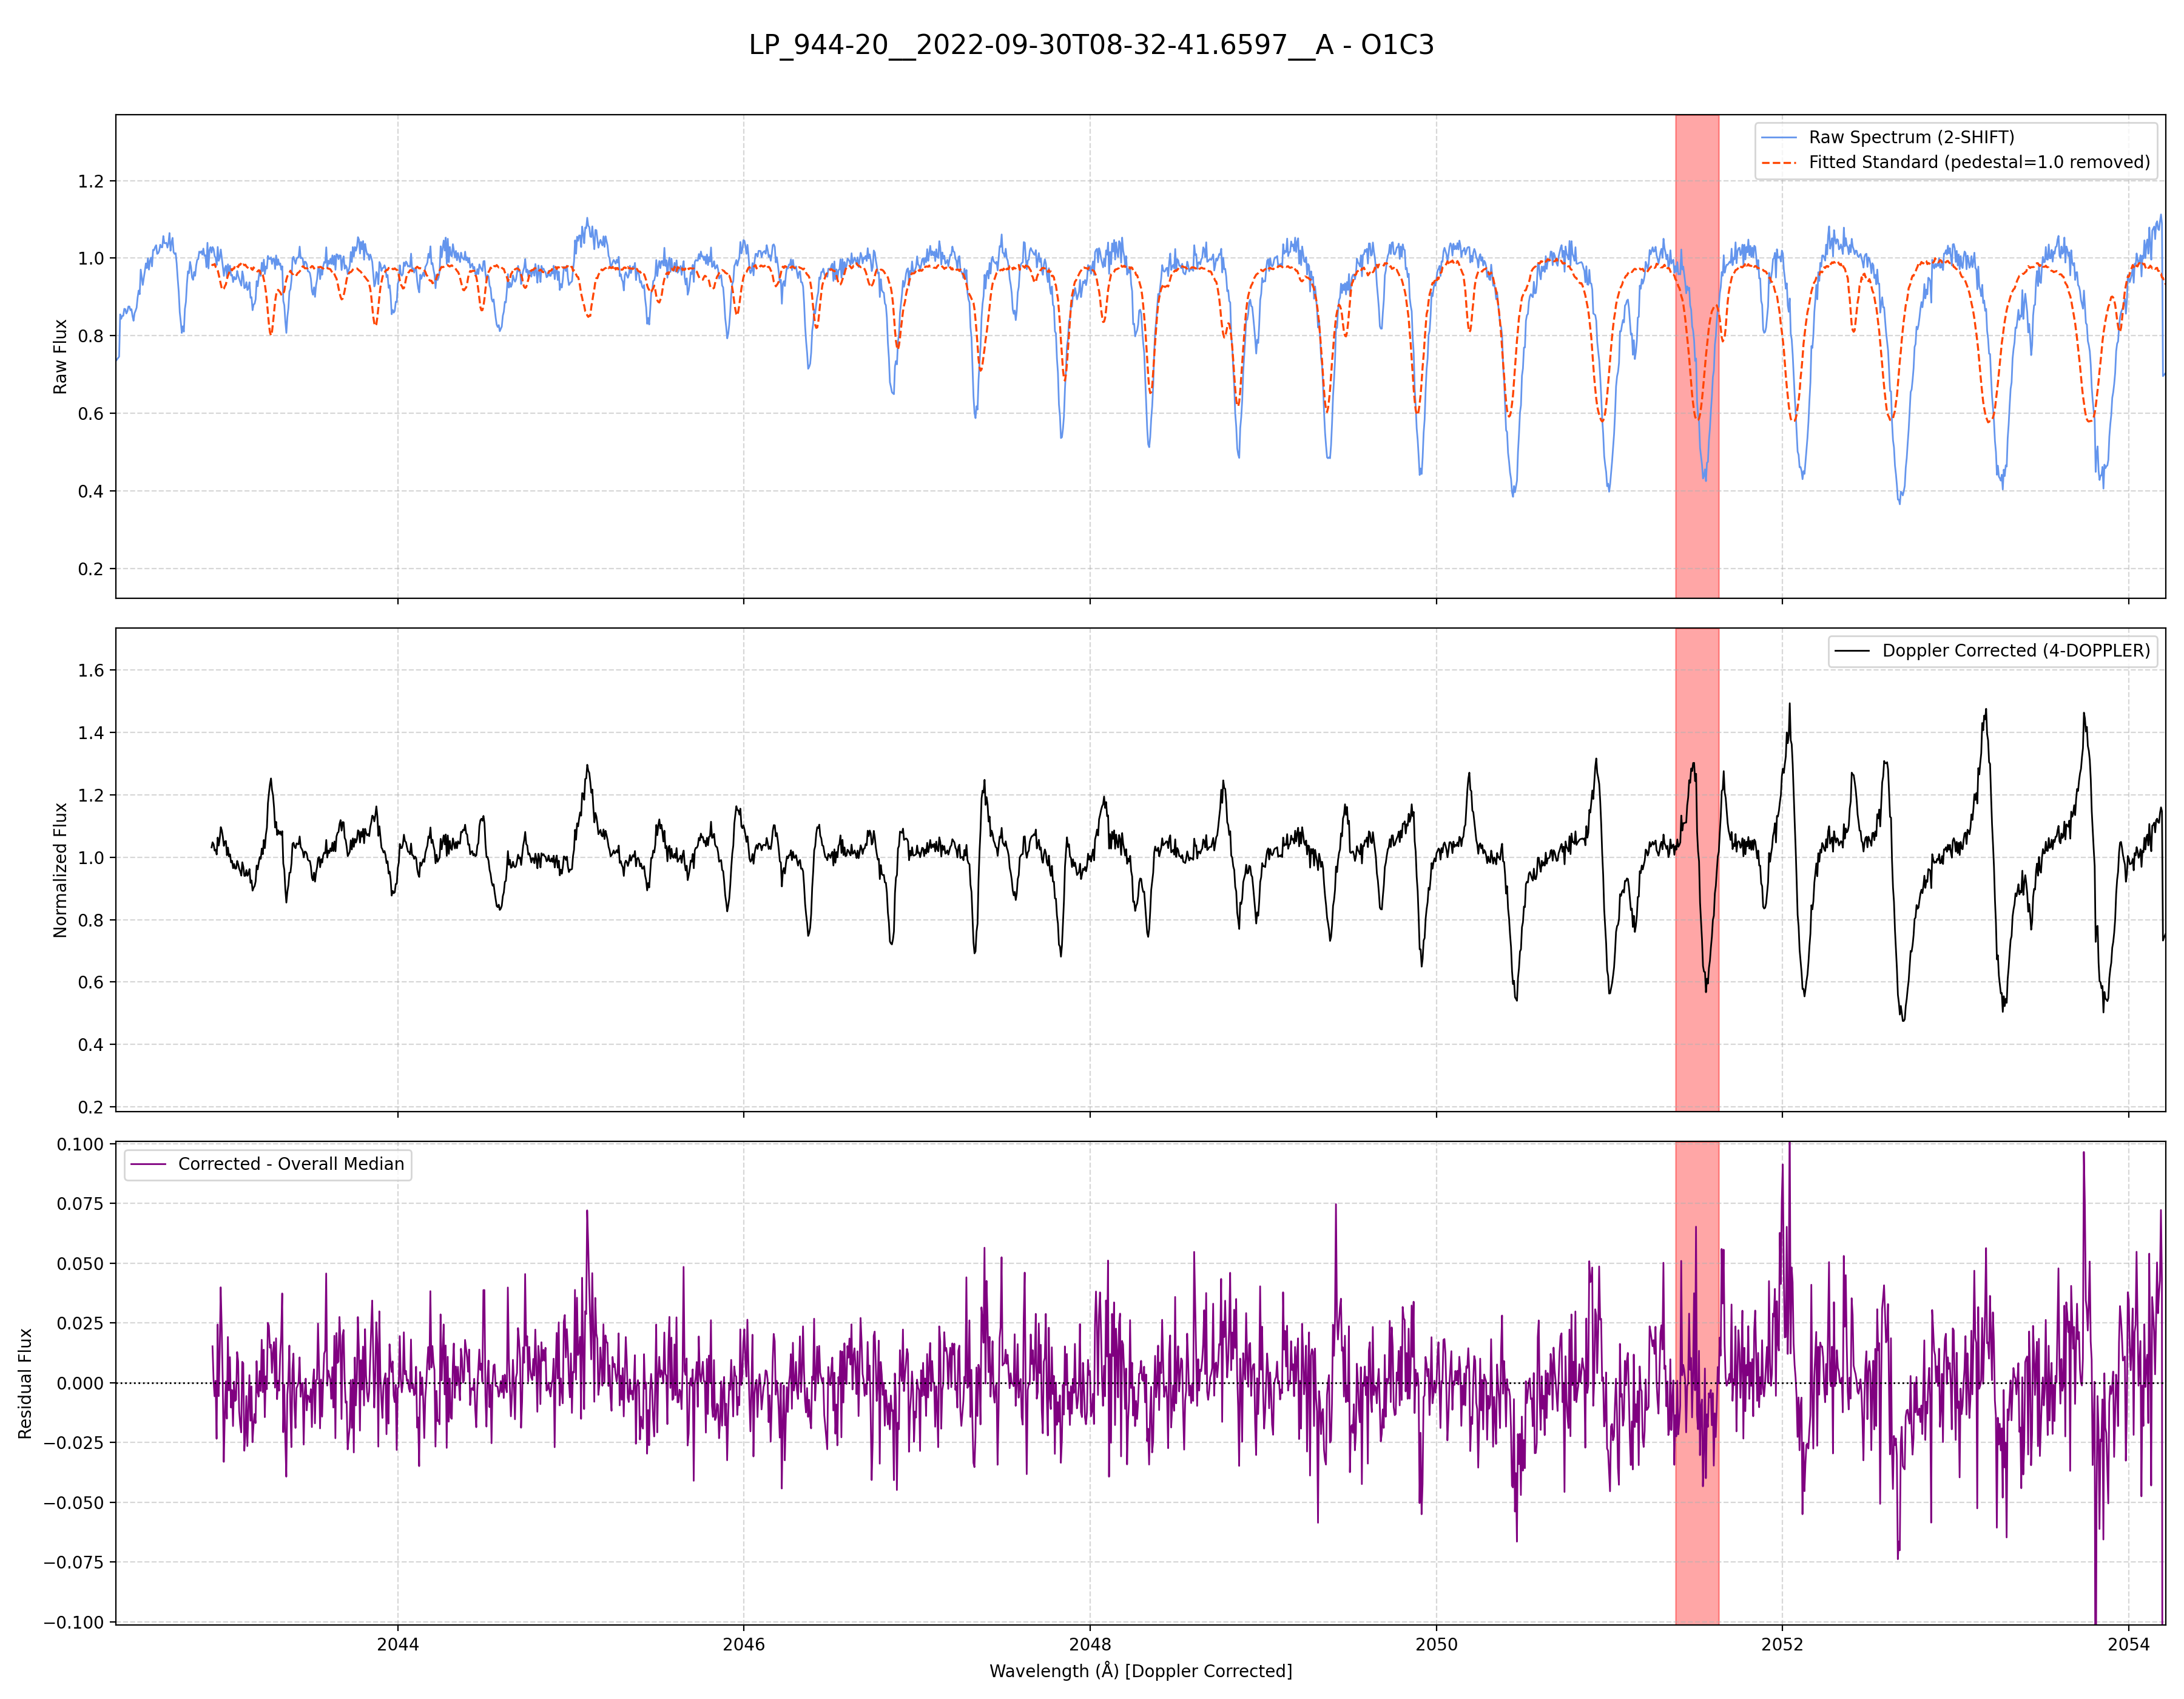 LP_944-20__2022-09-30T08-32-41.6597__A - O1C3
Raw Spectrum (2-SHIFT)
Fitted Standard (pedestal=1.0 removed)
1.2
1.0
0.8
0.6
0.4
0.2
Raw Flux
Doppler Corrected (4-DOPPLER)
1.6
1.4
1.2
1.0
0.8
0.6
0.4
0.2
Normalized Flux
Corrected - Overall Median
0.100
0.075
0.050
0.025
0.000
−0.025
−0.050
−0.075
−0.100
Residual Flux
2044 2046 2048 2050 2052 2054
Wavelength (Å) [Doppler Corrected]